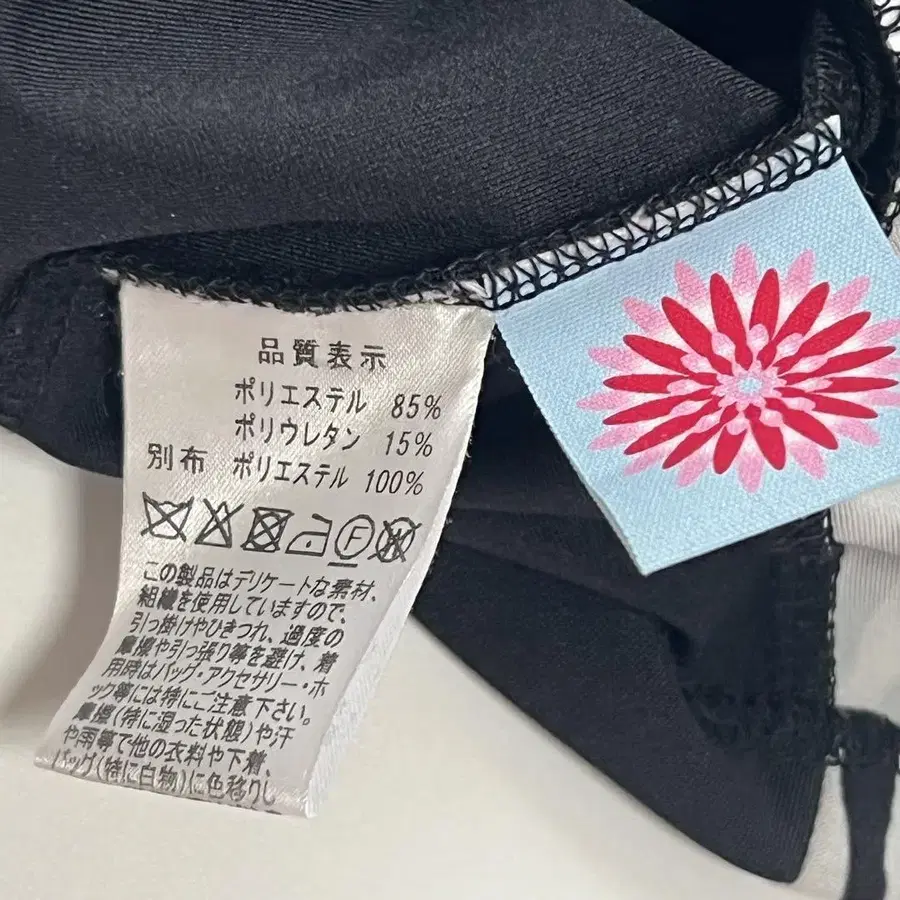 品質表示
ポリエステル 85%
ポリウレタン 15%
別布 ポリエステル 100%
F W
この製品はデリケートな素材、
組織を使用していますので、
引っ掛けやひきつれ、過度の
摩擦や引っ張り等を避け、着
用時はバッグ・アクセサリー・ホ
ック等には特にご注意下さい。
摩擦(特に湿った状態)や汗
や雨等で他の衣料や下着、
バッグ(特に白物)に色移りし